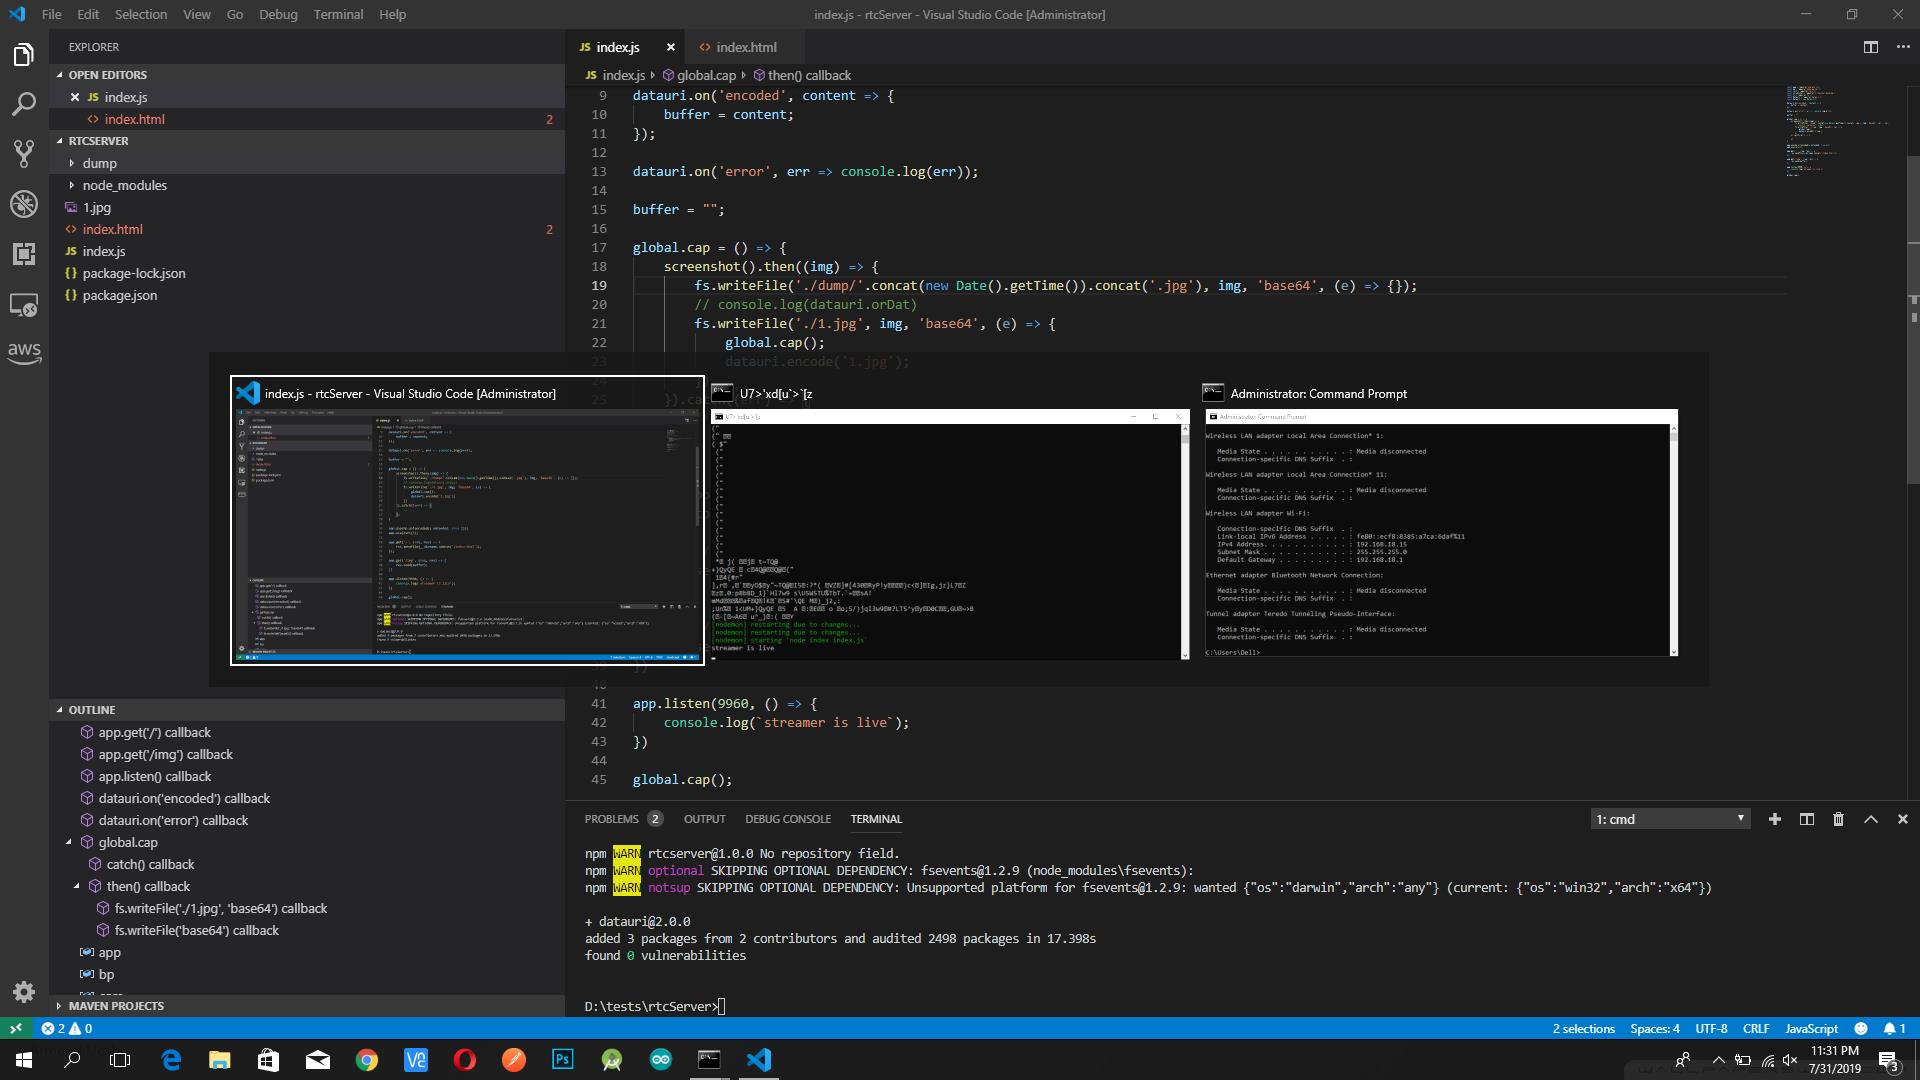 File Edit Selection View Go Debug Terminal Help
index.js - rtcServer - Visual Studio Code [Administrator]
EXPLORER
OPEN EDITORS
JS index.js
<> index.html 2
RTCSERVER
dump
node_modules
1.jpg
<> index.html 2
JS index.js
{} package-lock.json
{} package.json
aws
JS index.js
<> index.html
JS index.js global.cap then() callback
9 datauri.on('encoded', content => {
10 buffer = content;
11 });
12
13 datauri.on('error', err => console.log(err));
14
15 buffer = "";
16
17 global.cap = () => {
18 screenshot().then((img) => {
19 fs.writeFile('./dump/'.concat(new Date().getTime()).concat('.jpg'), img, 'base64', (e) => {});
20 // console.log(datauri.orDat)
21 fs.writeFile('./1.jpg', img, 'base64', (e) => {
22 global.cap();
23 datauri.encode('1.jpg');
index.js - rtcServer - Visual Studio Code [Administrator]
U7>'xd[u`>`[z
Administrator: Command Prompt
[nodemon] restarting due to changes...
[nodemon] restarting due to changes...
[nodemon] starting `node index index.js`
streamer is live
Administrator: Command Prompt
Wireless LAN adapter Local Area Connection* 1:
Media State . . . . . . . . . . . : Media disconnected
Connection-specific DNS Suffix . :
Wireless LAN adapter Local Area Connection* 11:
Media State . . . . . . . . . . . : Media disconnected
Connection-specific DNS Suffix . :
Wireless LAN adapter Wi-Fi:
Connection-specific DNS Suffix . :
Link-local IPv6 Address . . . . . : fe80::ecf8:8385:a7ca:6daf%11
IPv4 Address. . . . . . . . . . . : 192.168.18.15
Subnet Mask . . . . . . . . . . . : 255.255.255.0
Default Gateway . . . . . . . . . : 192.168.18.1
Ethernet adapter Bluetooth Network Connection:
Media State . . . . . . . . . . . : Media disconnected
Connection-specific DNS Suffix . :
Tunnel adapter Teredo Tunneling Pseudo-Interface:
Media State . . . . . . . . . . . : Media disconnected
Connection-specific DNS Suffix . :
C:\Users\Dell>
40
41 app.listen(9960, () => {
42 console.log(`streamer is live`);
43 })
44
45 global.cap();
OUTLINE
app.get('/') callback
app.get('/img') callback
app.listen() callback
datauri.on('encoded') callback
datauri.on('error') callback
global.cap
catch() callback
then() callback
fs.writeFile('./1.jpg', 'base64') callback
fs.writeFile('base64') callback
app
bp
MAVEN PROJECTS
PROBLEMS 2 OUTPUT DEBUG CONSOLE TERMINAL
1: cmd
npm WARN rtcserver@1.0.0 No repository field.
npm WARN optional SKIPPING OPTIONAL DEPENDENCY: fsevents@1.2.9 (node_modules\fsevents):
npm WARN notsup SKIPPING OPTIONAL DEPENDENCY: Unsupported platform for fsevents@1.2.9: wanted {"os":"darwin","arch":"any"} (current: {"os":"win32","arch":"x64"})
+ datauri@2.0.0
added 3 packages from 2 contributors and audited 2498 packages in 17.398s
found 0 vulnerabilities
D:\tests\rtcServer>
2 0
2 selections Spaces: 4 UTF-8 CRLF JavaScript 1
Ps
11:31 PM
7/31/2019
3